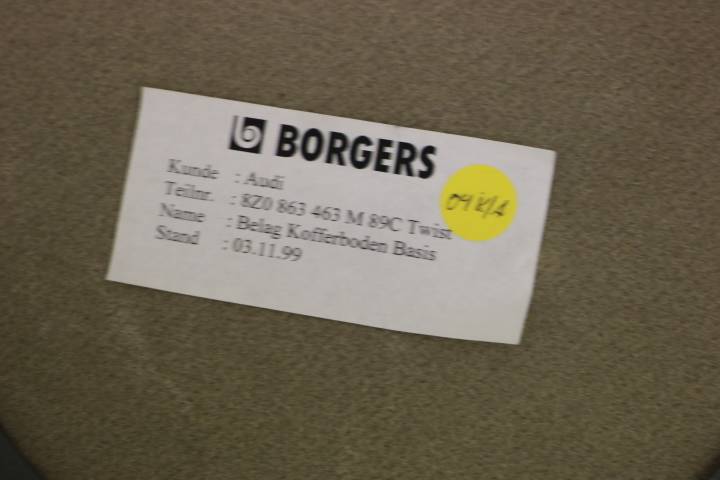 BORGERS
Kunde : Audi
Teilnr. : 8Z0 863 463 M 89C Twist
Name : Belag Kofferboden Basis
Stand : 03.11.99